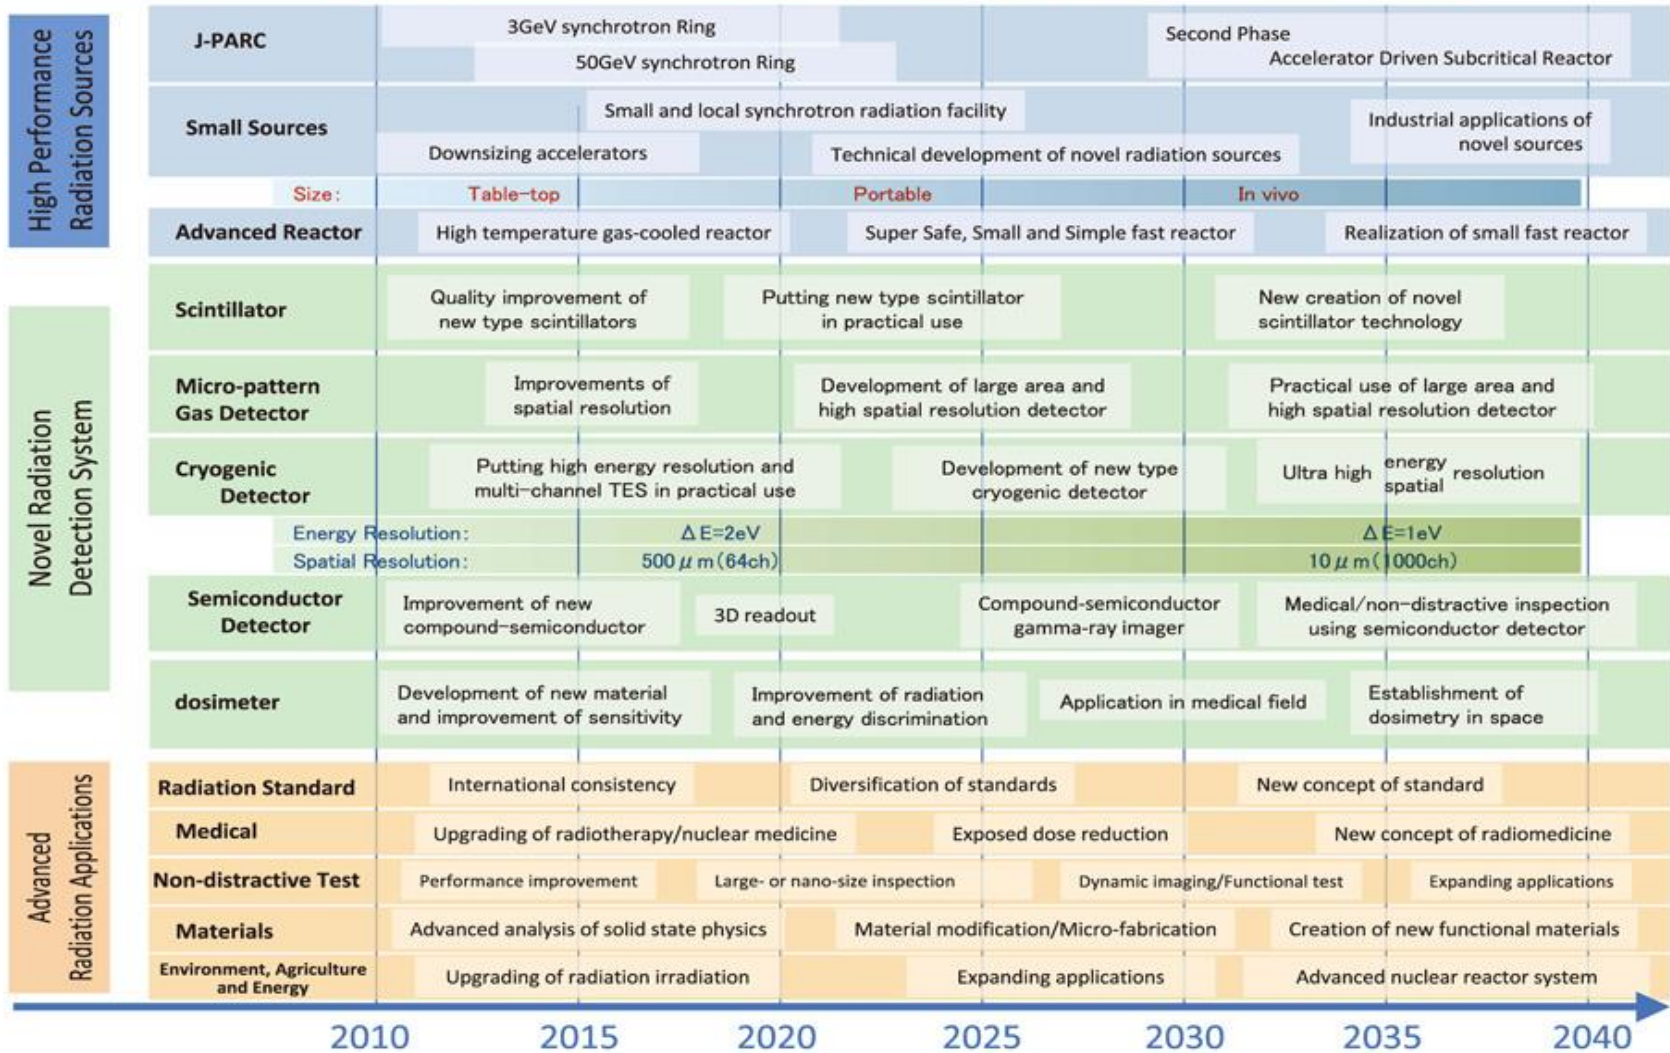 High Performance
Radiation Sources
J-PARC
3GeV synchrotron Ring
50GeV synchrotron Ring
Second Phase
Accelerator Driven Subcritical Reactor
Small Sources
Small and local synchrotron radiation facility
Downsizing accelerators
Technical development of novel radiation sources
Industrial applications of
novel sources
Size: Table-top Portable In vivo
Advanced Reactor
High temperature gas-cooled reactor
Super Safe, Small and Simple fast reactor
Realization of small fast reactor
Novel Radiation
Detection System
Scintillator
Quality improvement of
new type scintillators
Putting new type scintillator
in practical use
New creation of novel
scintillator technology
Micro-pattern
Gas Detector
Improvements of
spatial resolution
Development of large area and
high spatial resolution detector
Practical use of large area and
high spatial resolution detector
Cryogenic
Detector
Putting high energy resolution and
multi-channel TES in practical use
Development of new type
cryogenic detector
Ultra high energy spatial resolution
Energy Resolution: ΔE=2eV ΔE=1eV
Spatial Resolution: 500μm(64ch) 10μm(1000ch)
Semiconductor
Detector
Improvement of new
compound-semiconductor
3D readout
Compound-semiconductor
gamma-ray imager
Medical/non-distractive inspection
using semiconductor detector
dosimeter
Development of new material
and improvement of sensitivity
Improvement of radiation
and energy discrimination
Application in medical field
Establishment of
dosimetry in space
Advanced
Radiation Applications
Radiation Standard
International consistency
Diversification of standards
New concept of standard
Medical
Upgrading of radiotherapy/nuclear medicine
Exposed dose reduction
New concept of radiomedicine
Non-distractive Test
Performance improvement
Large- or nano-size inspection
Dynamic imaging/Functional test
Expanding applications
Materials
Advanced analysis of solid state physics
Material modification/Micro-fabrication
Creation of new functional materials
Environment, Agriculture
and Energy
Upgrading of radiation irradiation
Expanding applications
Advanced nuclear reactor system
2010 2015 2020 2025 2030 2035 2040